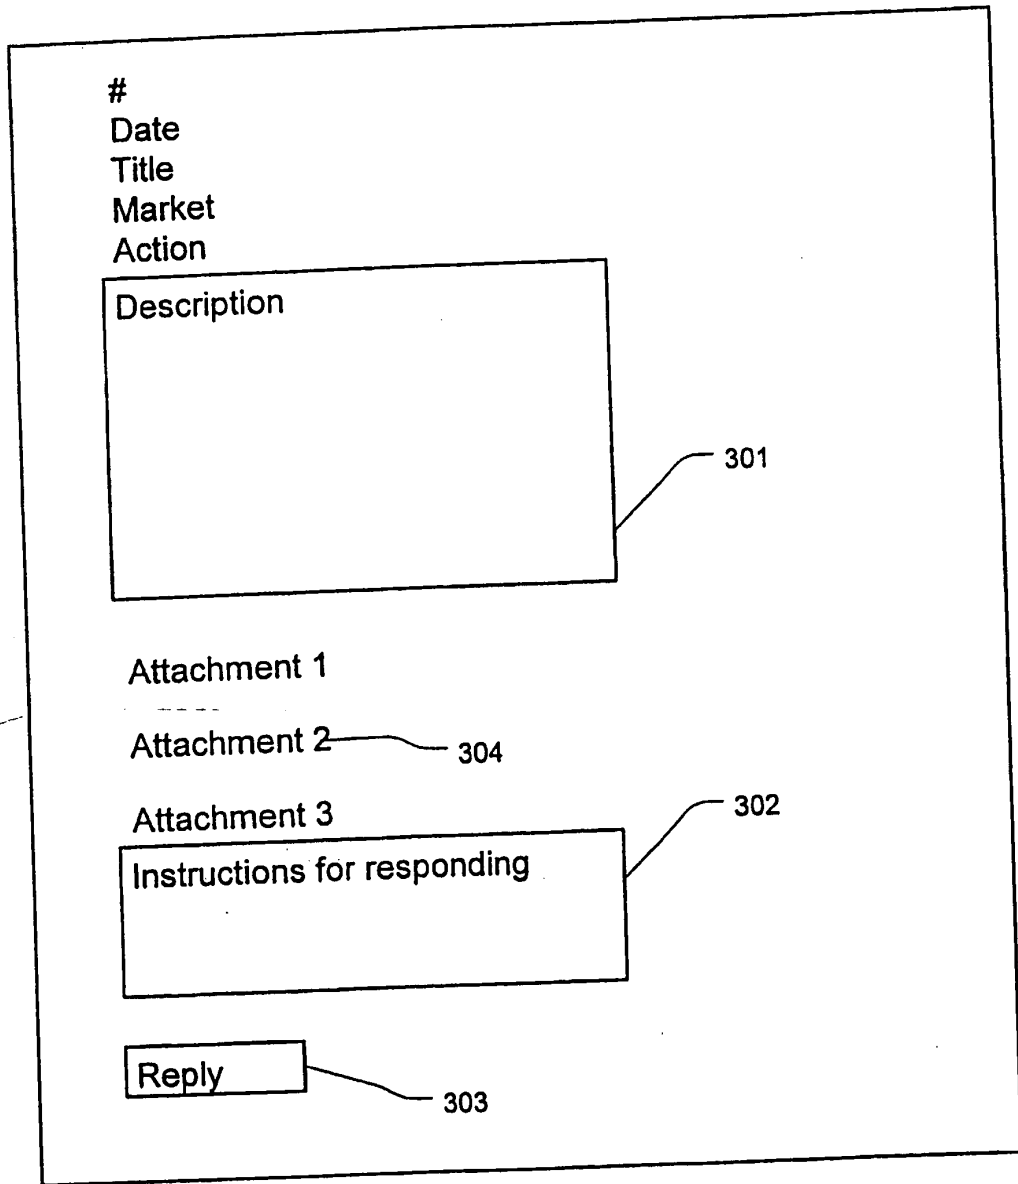 #
Date
Title
Market
Action
Description
301
Attachment 1
Attachment 2
304
Attachment 3
302
Instructions for responding
Reply
303